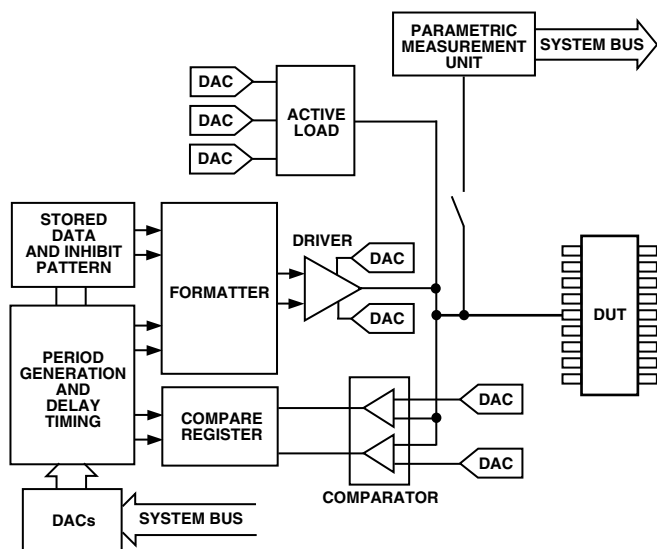 PARAMETRIC
MEASUREMENT
UNIT
SYSTEM BUS
DAC
DAC
DAC
ACTIVE
LOAD
STORED
DATA
AND INHIBIT
PATTERN
FORMATTER
DRIVER
DAC
DAC
DUT
PERIOD
GENERATION
AND
DELAY
TIMING
COMPARE
REGISTER
DAC
DAC
COMPARATOR
DACs
SYSTEM BUS